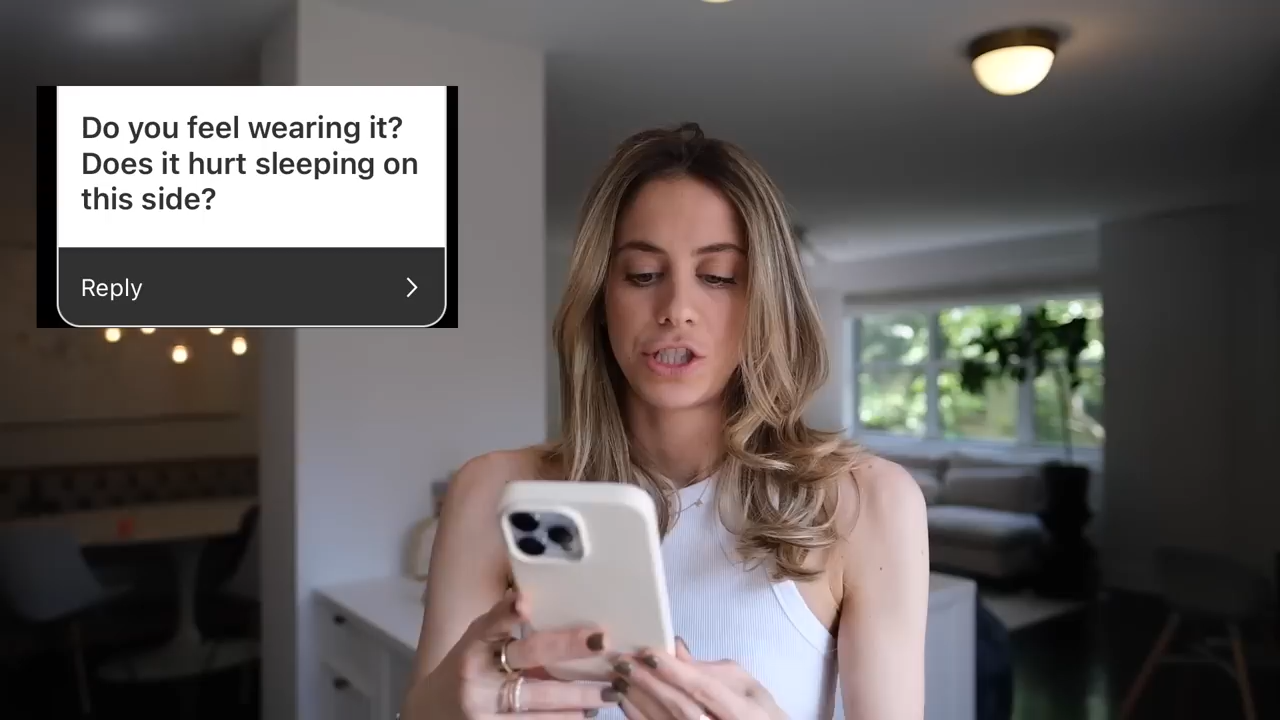 Do you feel wearing it?
Does it hurt sleeping on
this side?
Reply